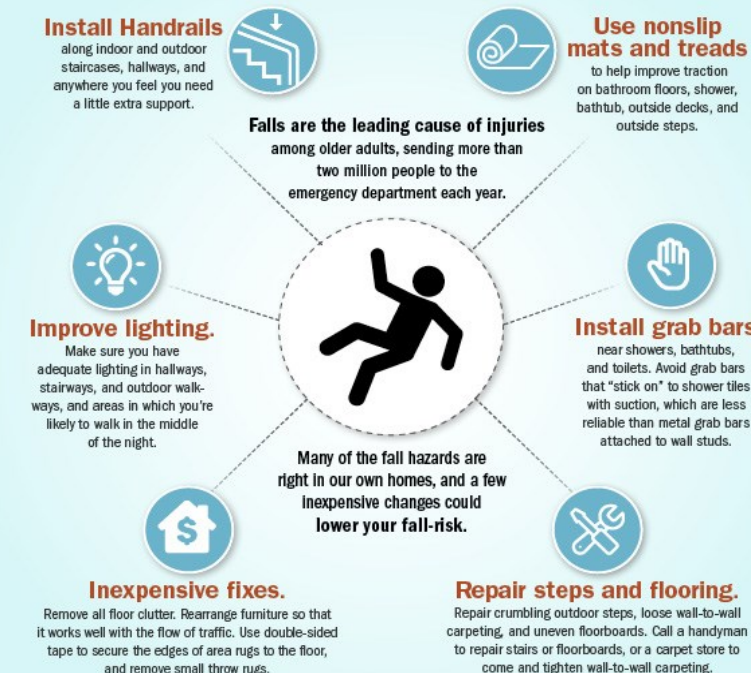 Install Handrails
along indoor and outdoor
staircases, hallways, and
anywhere you feel you need
a little extra support.
Use nonslip
mats and treads
to help improve traction
on bathroom floors, shower,
bathtub, outside decks, and
outside steps.
Falls are the leading cause of injuries
among older adults, sending more than
two million people to the
emergency department each year.
Improve lighting.
Make sure you have
adequate lighting in hallways,
stairways, and outdoor walk-
ways, and areas in which you're
likely to walk in the middle
of the night.
Install grab bars
near showers, bathtubs,
and toilets. Avoid grab bars
that “stick on” to shower tiles
with suction, which are less
reliable than metal grab bars
attached to wall studs.
Many of the fall hazards are
right in our own homes, and a few
inexpensive changes could
lower your fall-risk.
$
Inexpensive fixes.
Remove all floor clutter. Rearrange furniture so that
it works well with the flow of traffic. Use double-sided
tape to secure the edges of area rugs to the floor,
and remove small throw rugs.
Repair steps and flooring.
Repair crumbling outdoor steps, loose wall-to-wall
carpeting, and uneven floorboards. Call a handyman
to repair stairs or floorboards, or a carpet store to
come and tighten wall-to-wall carpeting.